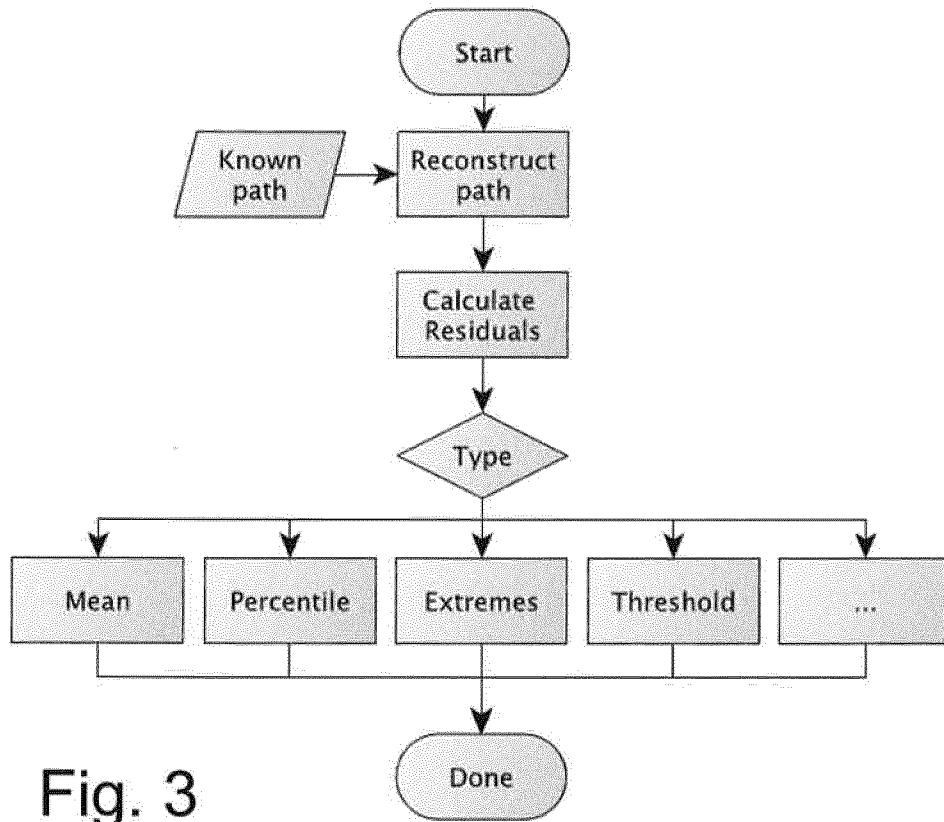 Start
Known
path
Reconstruct
path
Calculate
Residuals
Type
Mean
Percentile
Extremes
Threshold
...
Done
Fig. 3